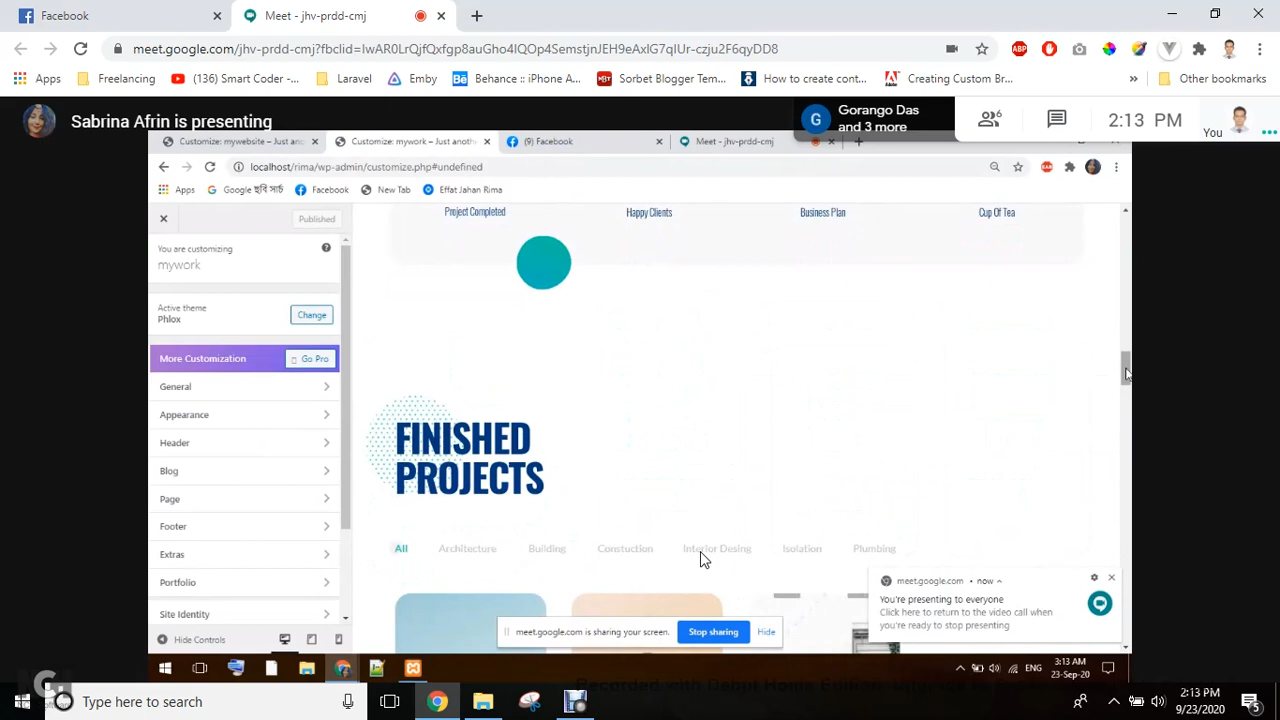 Facebook
Meet - jhv-prdd-cmj
meet.google.com/jhv-prdd-cmj?fbclid=IwAR0LrQjfQxfgp8auGho4IQOp4SemstjnJEH9eAxlG7qIUr-czju2F6qyDD8
Apps
Freelancing
(136) Smart Coder -...
Laravel
Emby
Behance :: iPhone A...
Sorbet Blogger Tem...
How to create cont...
Creating Custom Br...
»
Other bookmarks
Sabrina Afrin is presenting
G
Gorango Das
and 3 more
6
2:13 PM
You
Customize: mywebsite – Just an
Customize: mywork – Just anoth
(9) Facebook
Meet - jhv-prdd-cmj
localhost/rima/wp-admin/customize.php#undefined
Apps
Google ছবি সার্চ
Facebook
New Tab
Effat Jahan Rima
Published
You are customizing
mywork
Active theme
Phlox
Change
More Customization
Go Pro
General
Appearance
Header
Blog
Page
Footer
Extras
Portfolio
Site Identity
Hide Controls
Project Completed
Happy Clients
Business Plan
Cup Of Tea
FINISHED
PROJECTS
All
Architecture
Building
Constuction
Interior Desing
Isolation
Plumbing
meet.google.com • now
You're presenting to everyone
Click here to return to the video call when
you're ready to stop presenting
meet.google.com is sharing your screen.
Stop sharing
Hide
ENG
3:13 AM
23-Sep-20
Type here to search
2:13 PM
9/23/2020
5